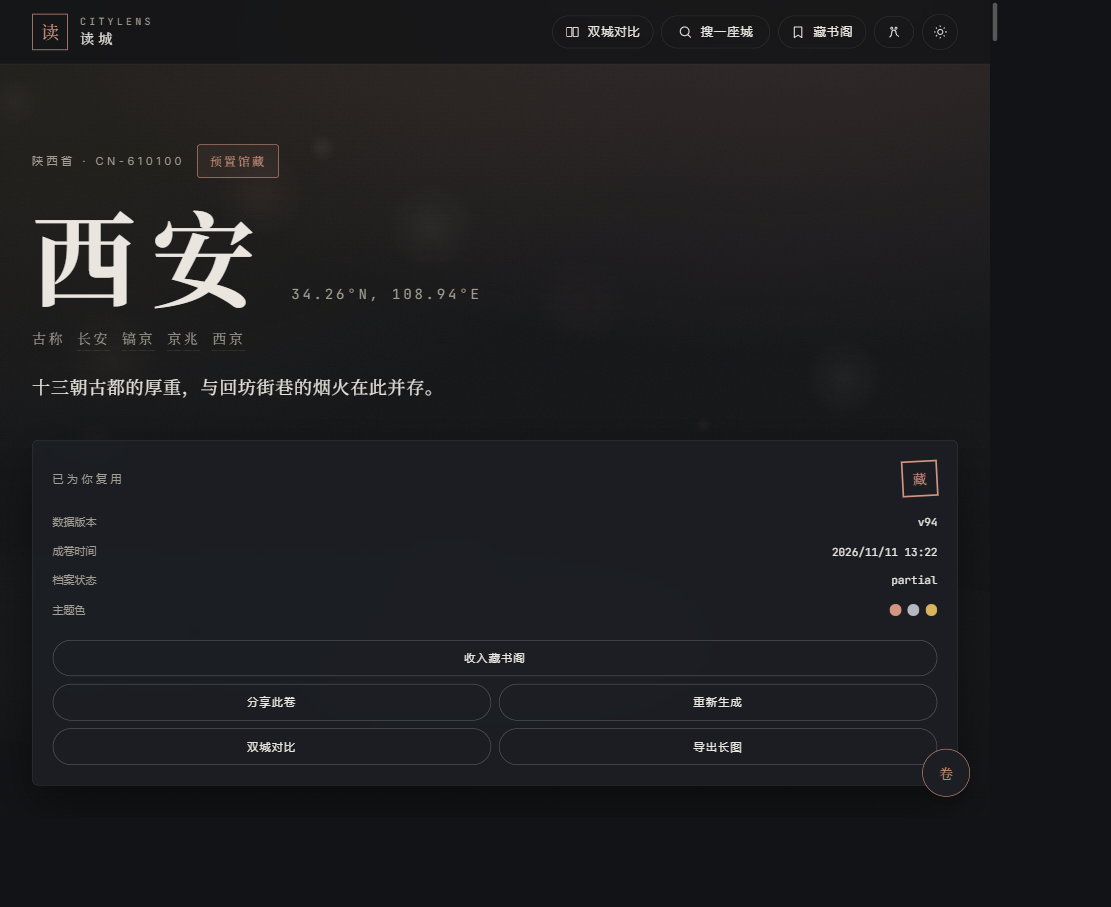 读
CITYLENS
读城
双城对比
搜一座城
藏书阁
陕西省 · CN-610100
预置馆藏
西安
34.26°N, 108.94°E
古称 长安 镐京 京兆 西京
十三朝古都的厚重，与回坊街巷的烟火在此并存。
已为你复用
藏
数据版本 v94
成卷时间 2026/11/11 13:22
档案状态 partial
主题色
收入藏书阁
分享此卷
重新生成
双城对比
导出长图
卷